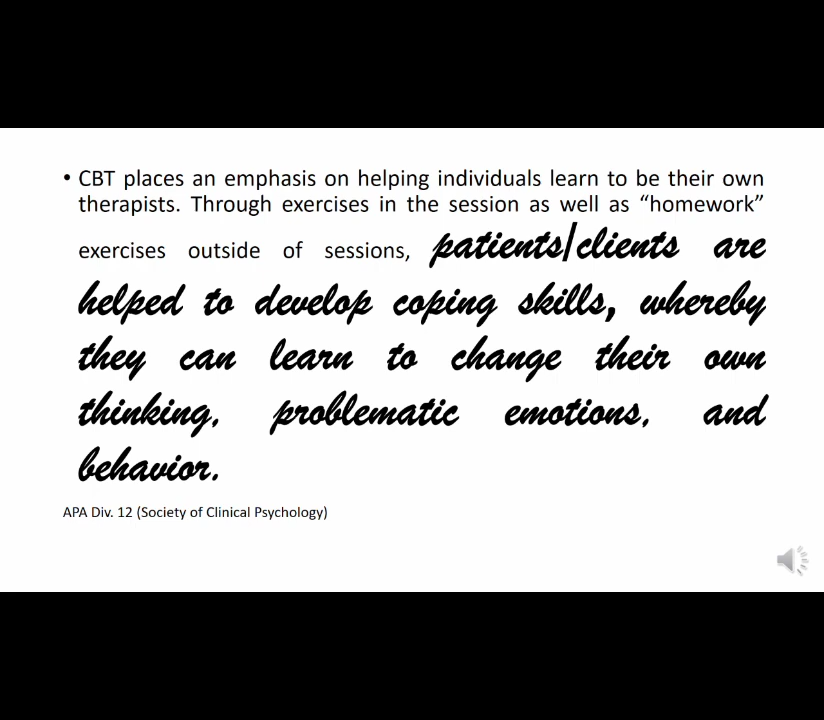 • CBT places an emphasis on helping individuals learn to be their own
therapists. Through exercises in the session as well as “homework”
exercises outside of sessions, patients/clients are
helped to develop coping skills, whereby
they can learn to change their own
thinking, problematic emotions, and
behavior.
APA Div. 12 (Society of Clinical Psychology)